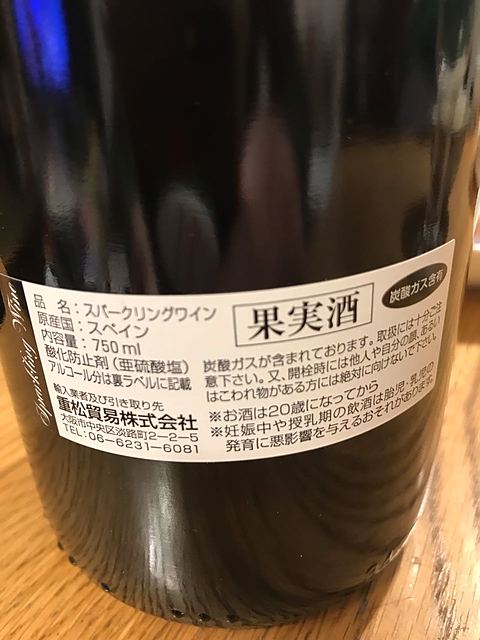 Sparkling Wine
品 名：スパークリングワイン
原産国：スペイン
内容量：750ml
酸化防止剤（亜硫酸塩）
アルコール分は裏ラベルに記載
輸入業者及び引き取り先
重松貿易株式会社
大阪市中央区淡路町2－2－5
TEL:06-6231-6081
果実酒
炭酸ガス含有
炭酸ガスが含まれております。取扱には十分ご注
意下さい。又、開栓時には他人や自分の顔、あるい
はこわれ物がある方には絶対に向けないで下さい。
※お酒は20歳になってから
※妊娠中や授乳期の飲酒は胎児・乳児の
発育に悪影響を与えるおそれがあります。